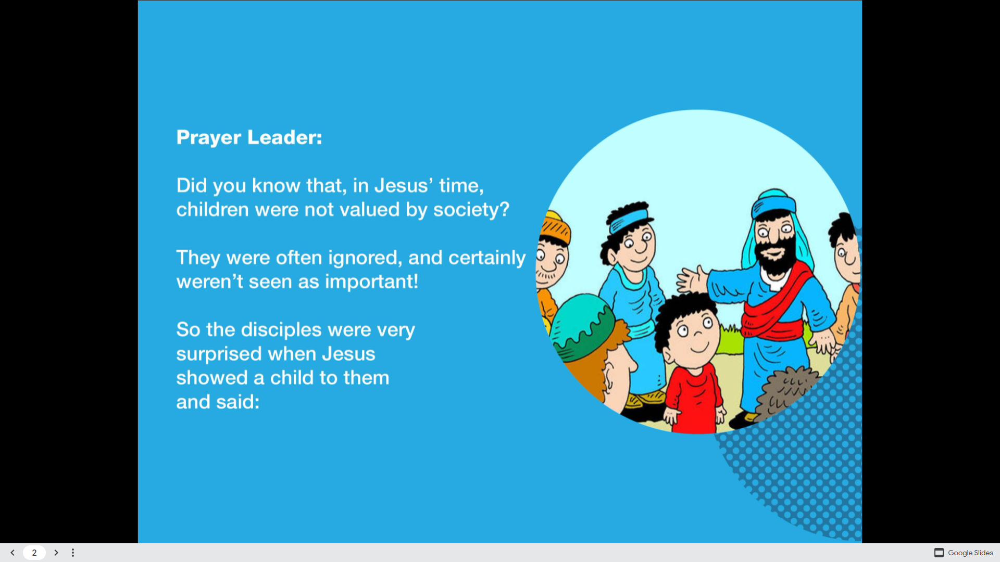 Prayer Leader:
Did you know that, in Jesus’ time,
children were not valued by society?
They were often ignored, and certainly
weren’t seen as important!
So the disciples were very
surprised when Jesus
showed a child to them
and said:
2
Google Slides